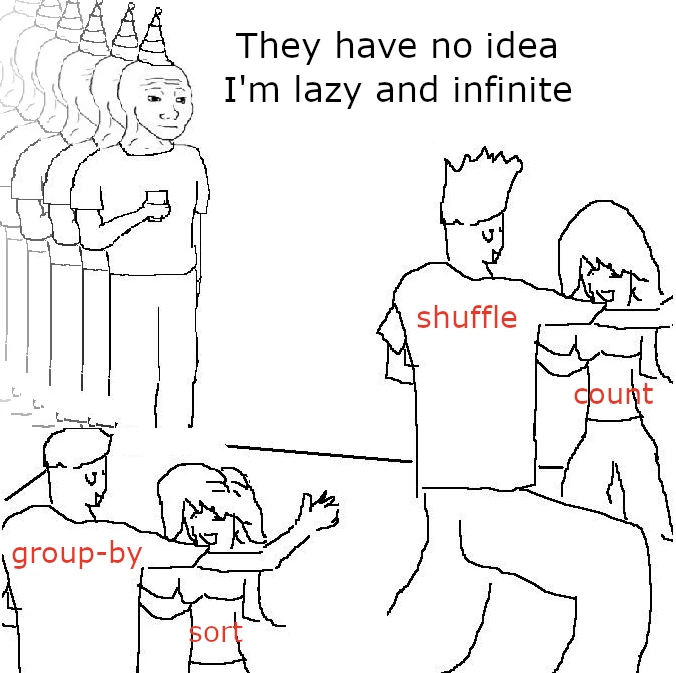 They have no idea
I'm lazy and infinite
shuffle
count
group-by
sort